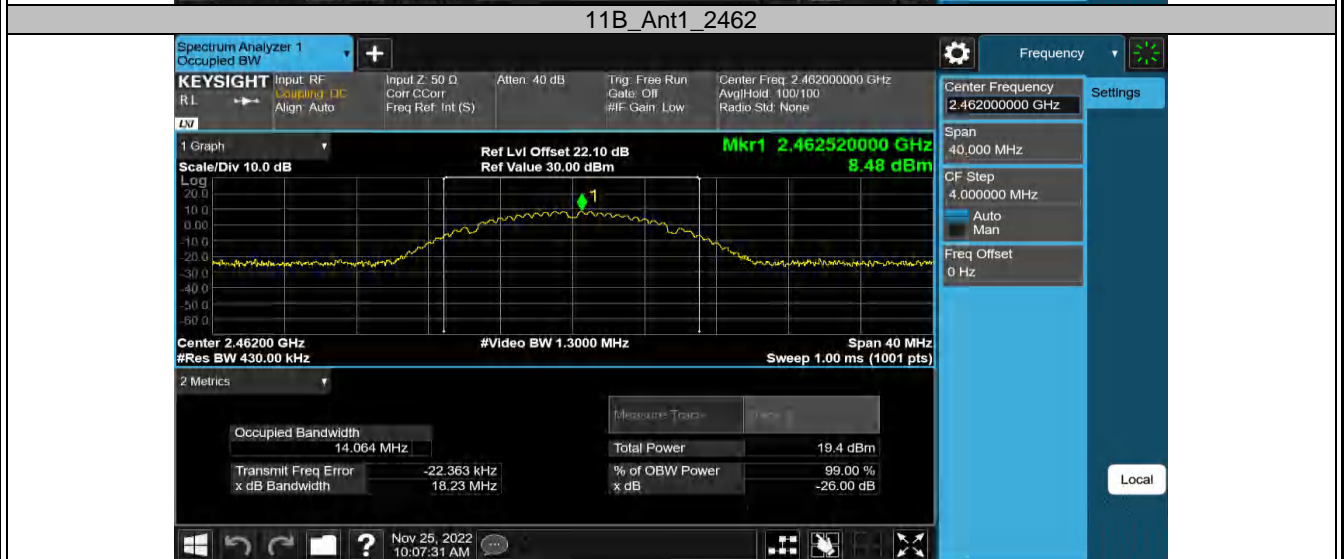 11B_Ant1_2462
Spectrum Analyzer 1
Occupied BW
+
Frequency
KEYSIGHT
RL
LXI
Input: RF
Coupling: DC
Align: Auto
Input Z: 50 Ω
Corr CCorr
Freq Ref: Int (S)
Atten: 40 dB
Trig: Free Run
Gate: Off
#IF Gain: Low
Center Freq: 2.462000000 GHz
Avg|Hold: 100/100
Radio Std: None
Center Frequency
2.462000000 GHz
Settings
Span
40.000 MHz
CF Step
4.000000 MHz
Auto
Man
Freq Offset
0 Hz
1 Graph
Scale/Div 10.0 dB
Ref Lvl Offset 22.10 dB
Ref Value 30.00 dBm
Mkr1 2.462520000 GHz
8.48 dBm
Log
20.0
10.0
0.00
-10.0
-20.0
-30.0
-40.0
-50.0
-60.0
1
Center 2.46200 GHz
#Res BW 430.00 kHz
#Video BW 1.3000 MHz
Span 40 MHz
Sweep 1.00 ms (1001 pts)
2 Metrics
Measure Trace
Occupied Bandwidth
14.064 MHz
Total Power 19.4 dBm
Transmit Freq Error -22.363 kHz
% of OBW Power 99.00 %
x dB Bandwidth 18.23 MHz
x dB -26.00 dB
Local
?
Nov 25, 2022
10:07:31 AM